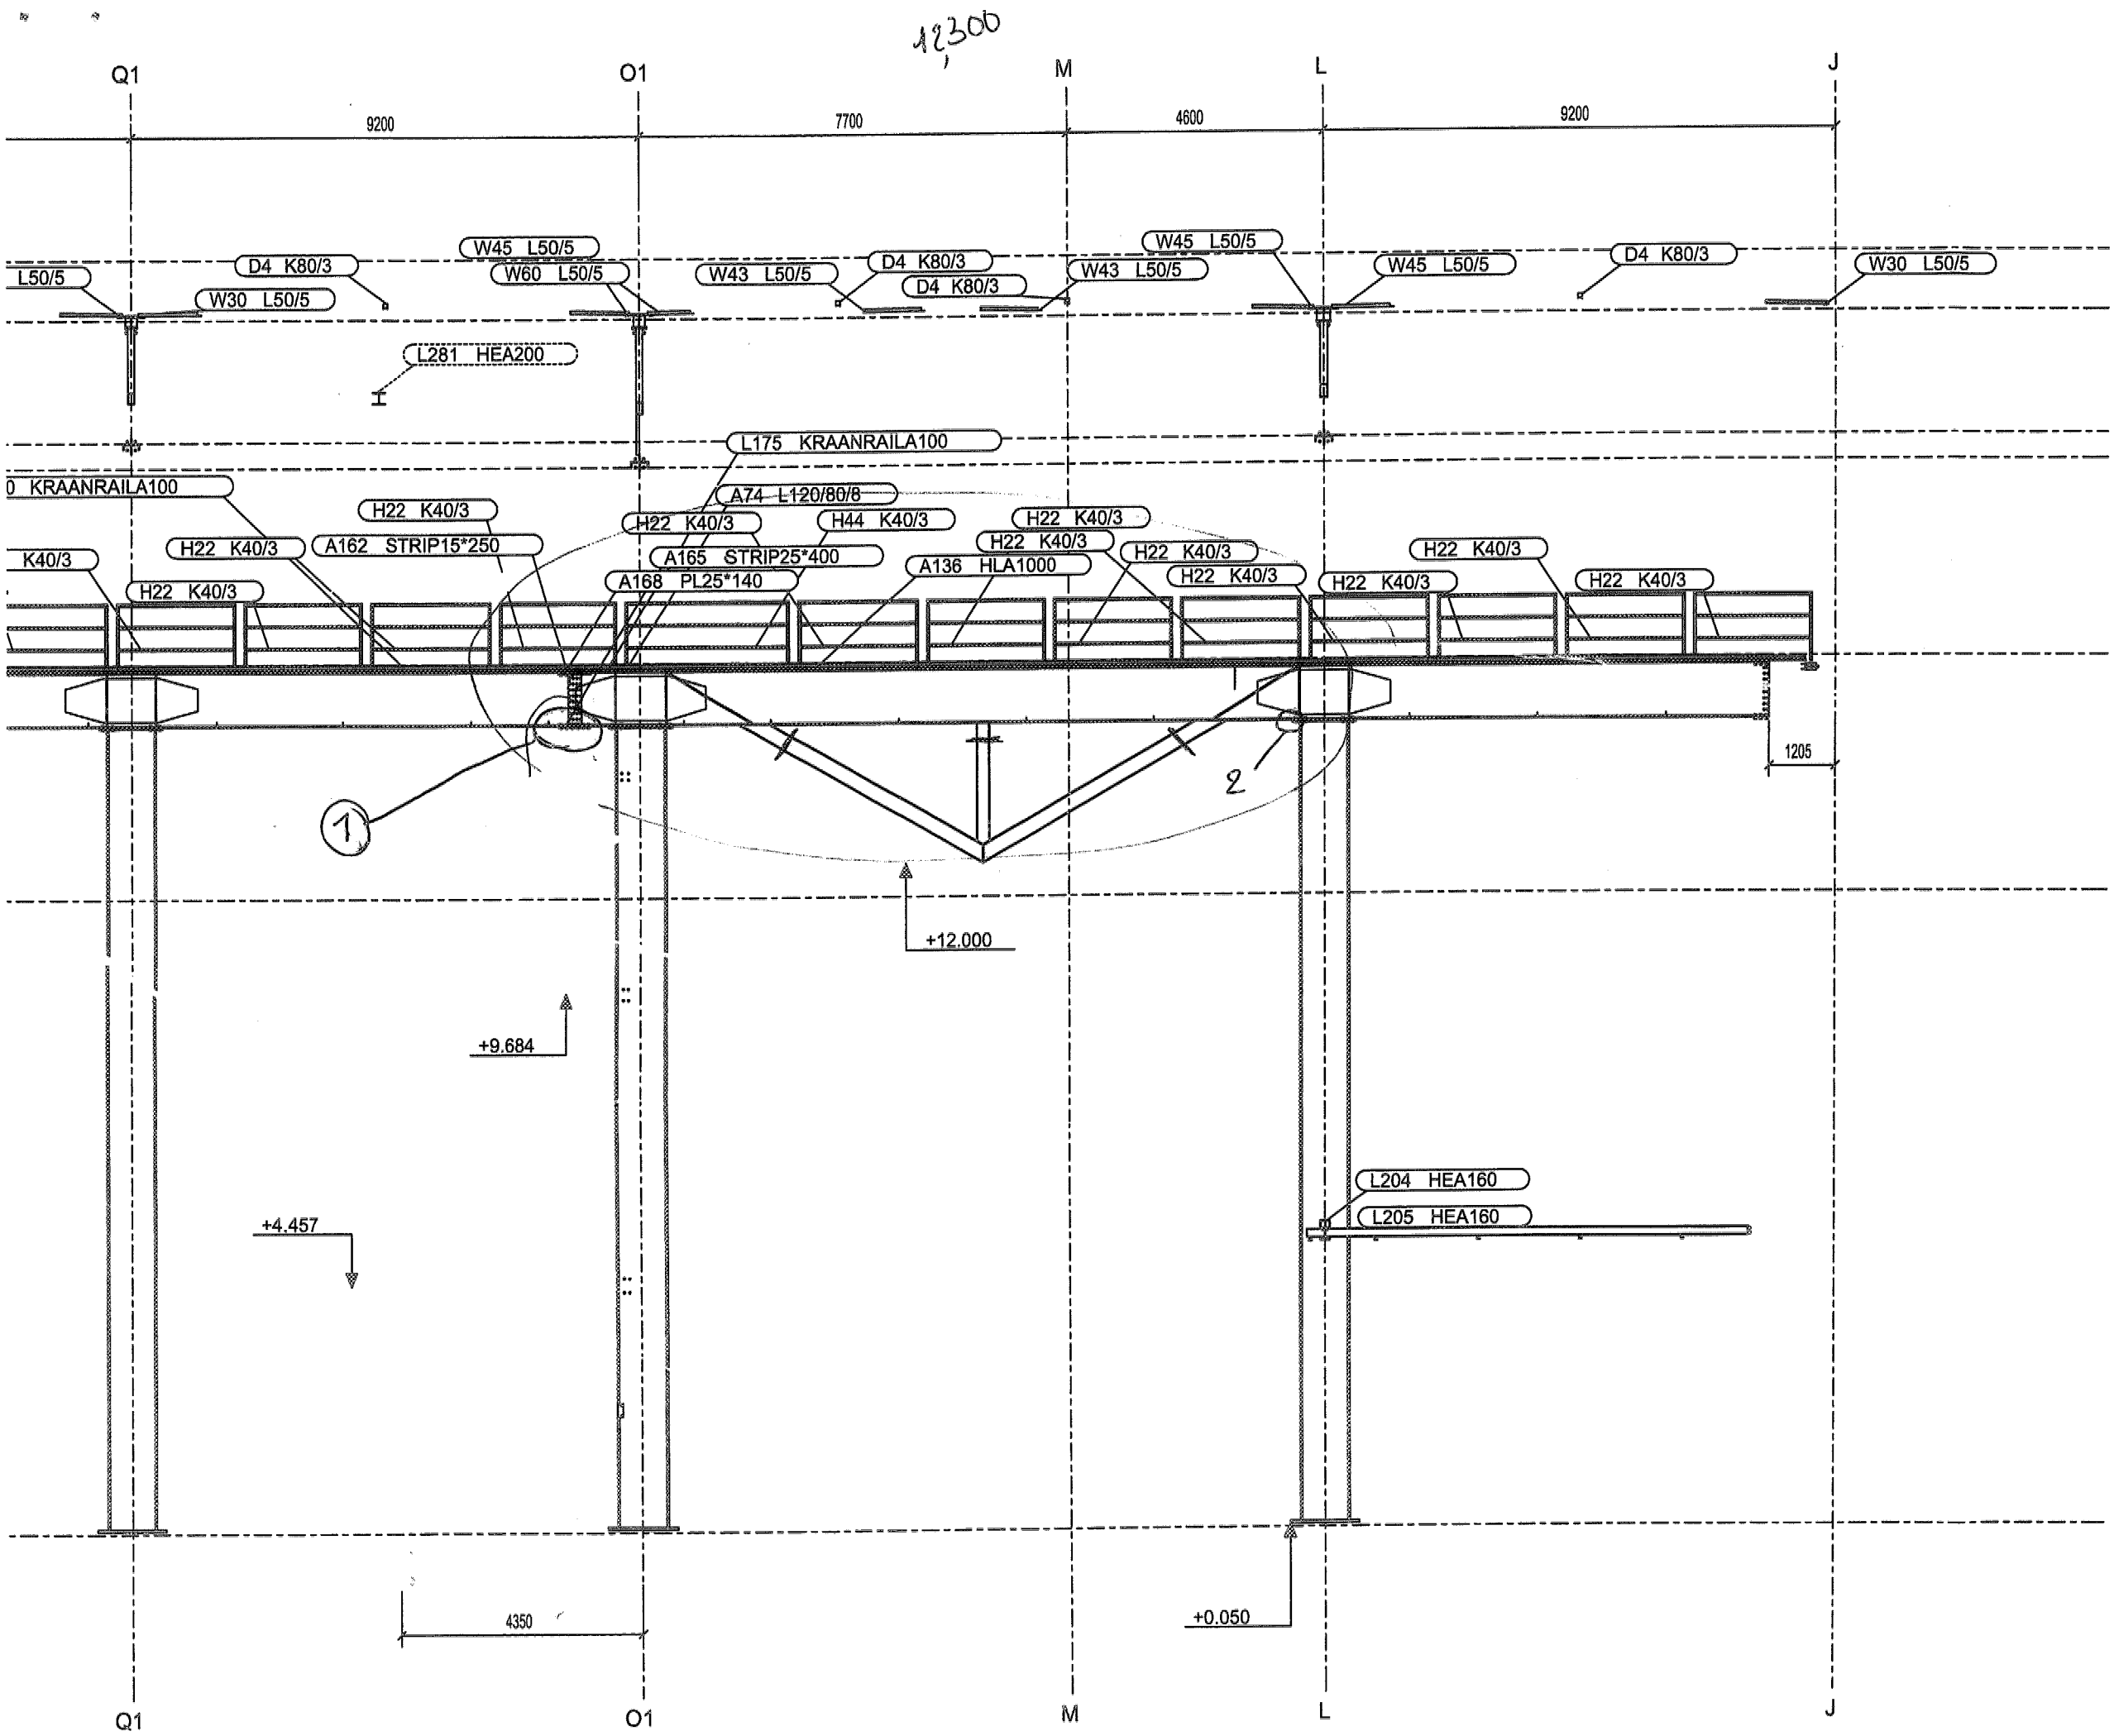 12,300
Q1 O1 M L J
9200 7700 4600 9200
W45 L50/5
W45 L50/5
L50/5
D4 K80/3
W60 L50/5
W43 L50/5
D4 K80/3
W43 L50/5
W45 L50/5
D4 K80/3
W30 L50/5
W30 L50/5
D4 K80/3
L281 HEA200
L175 KRAANRAILA100
0 KRAANRAILA100
A74 L120/80/8
H22 K40/3
H22 K40/3
H44 K40/3
H22 K40/3
K40/3
H22 K40/3
A162 STRIP15*250
A165 STRIP25*400
H22 K40/3
H22 K40/3
H22 K40/3
H22 K40/3
A168 PL25*140
A136 HLA1000
H22 K40/3
H22 K40/3
H22 K40/3
1205
2
1
+12.000
+9.684
L204 HEA160
L205 HEA160
+4.457
4350
+0.050
Q1 O1 M L J